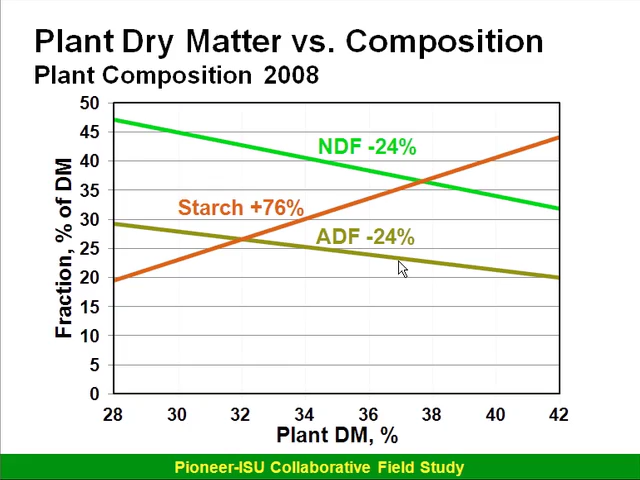 Plant Dry Matter vs. Composition
Plant Composition 2008
50
45
40
35
30
25
20
15
10
5
0
Fraction, % of DM
NDF -24%
Starch +76%
ADF -24%
28 30 32 34 36 38 40 42
Plant DM, %
Pioneer-ISU Collaborative Field Study